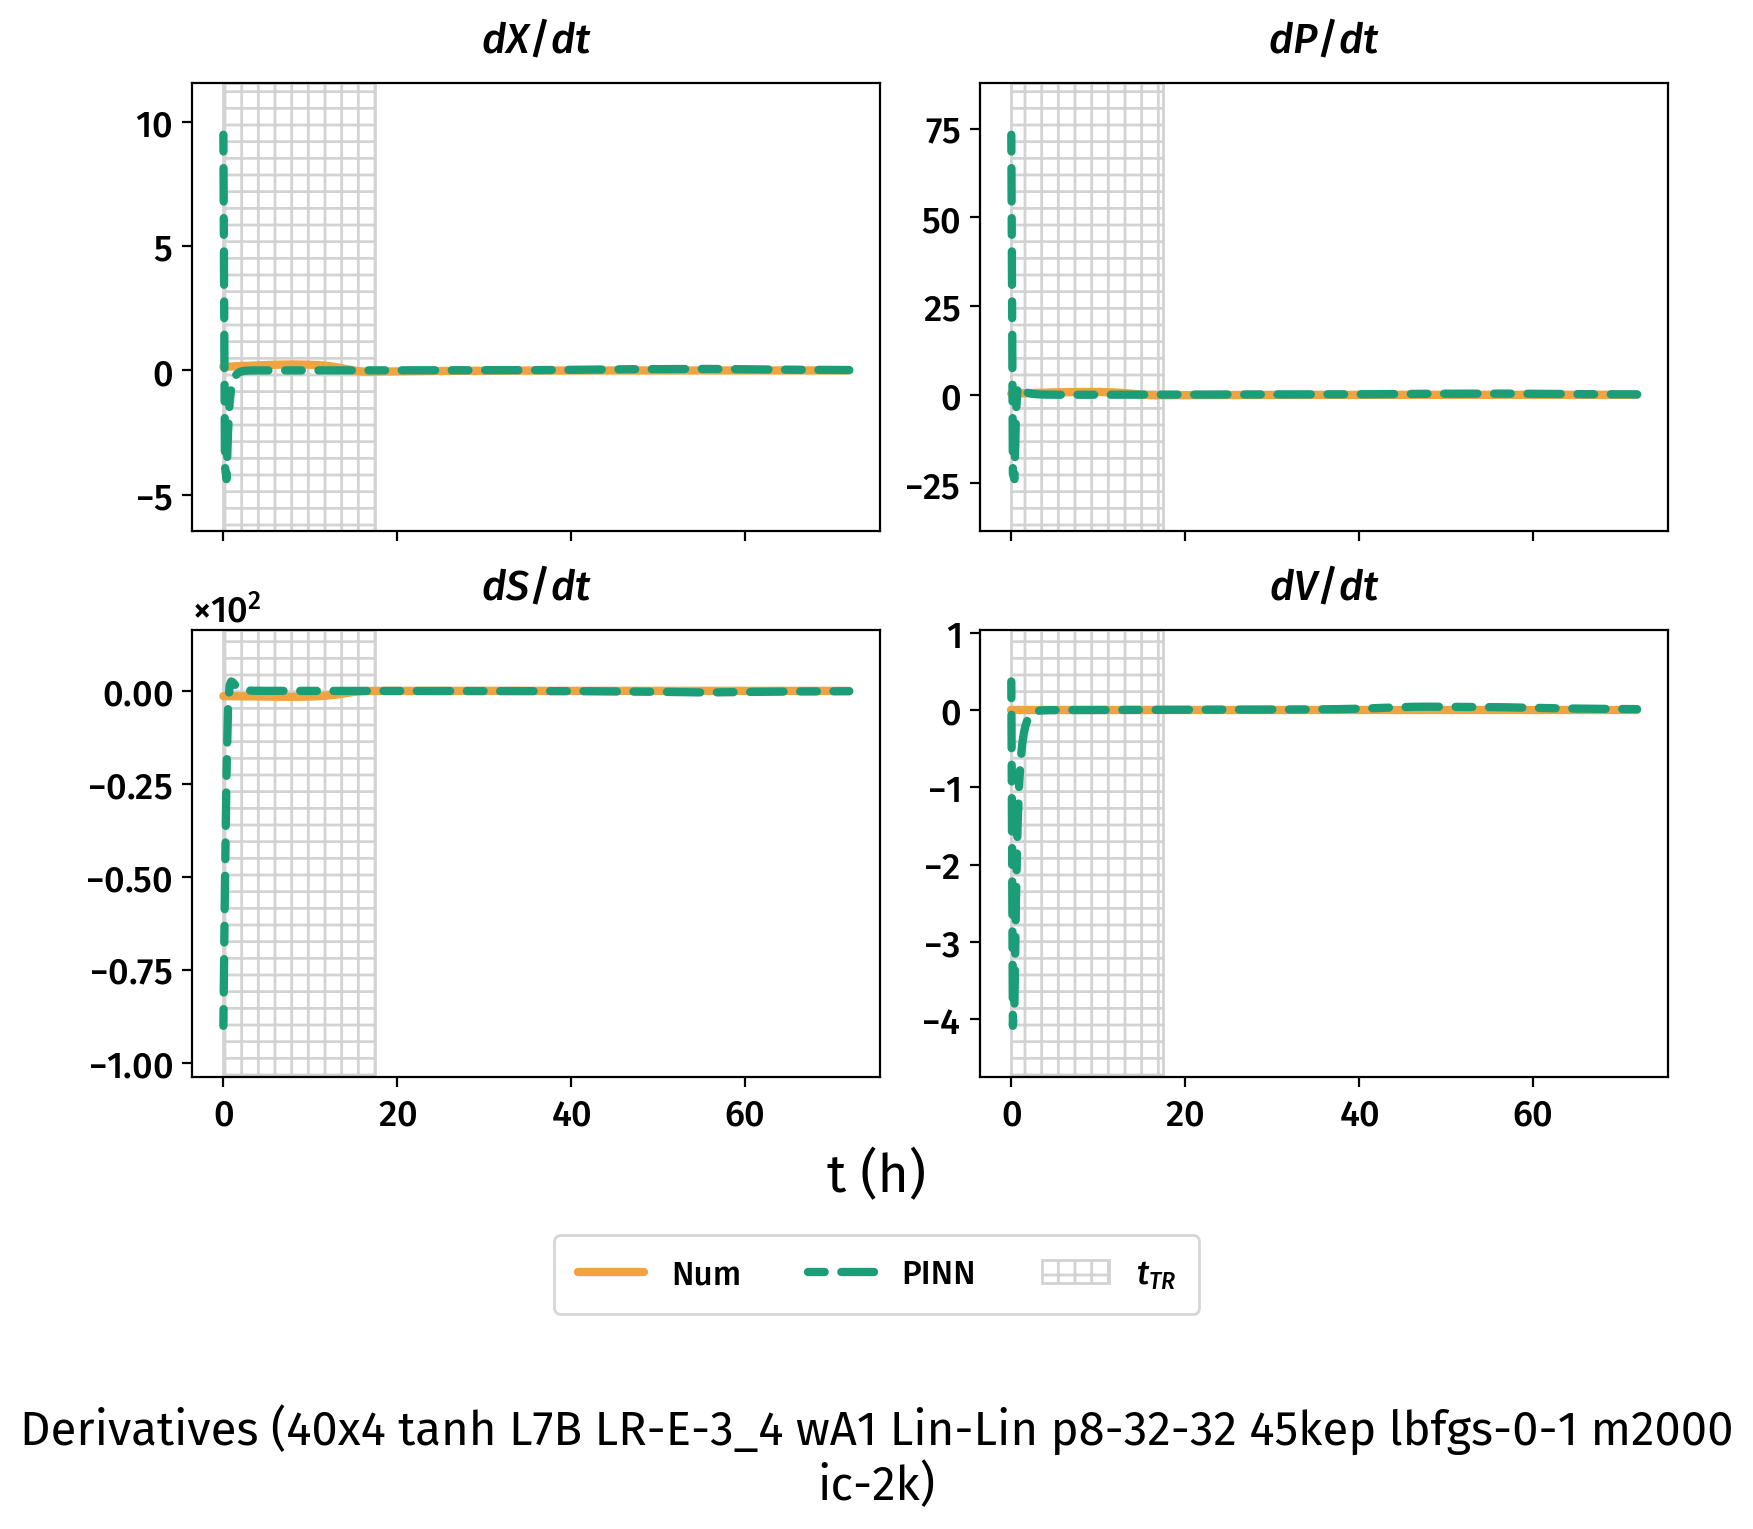 dX/dt
dP/dt
10
5
0
−5
75
50
25
0
−25
dS/dt
dV/dt
×10²
0.00
−0.25
−0.50
−0.75
−1.00
1
0
−1
−2
−3
−4
0 20 40 60
0 20 40 60
t (h)
Num PINN t_TR
Derivatives (40x4 tanh L7B LR-E-3_4 wA1 Lin-Lin p8-32-32 45kep lbfgs-0-1 m2000
ic-2k)